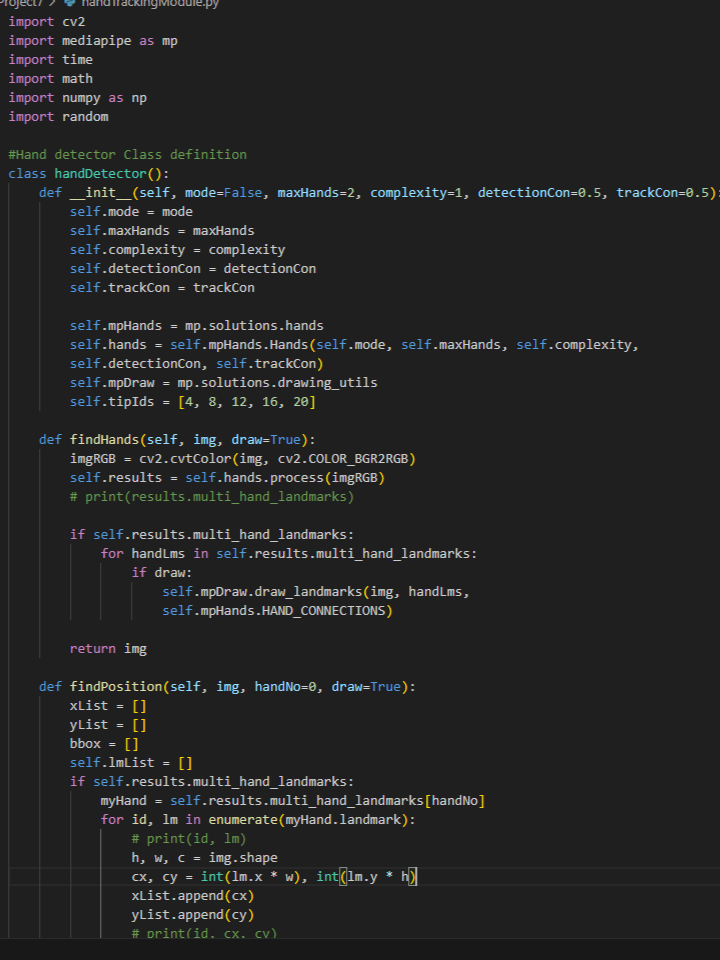 Project7 > handTrackingModule.py
import cv2
import mediapipe as mp
import time
import math
import numpy as np
import random
#Hand detector Class definition
class handDetector():
    def __init__(self, mode=False, maxHands=2, complexity=1, detectionCon=0.5, trackCon=0.5):
        self.mode = mode
        self.maxHands = maxHands
        self.complexity = complexity
        self.detectionCon = detectionCon
        self.trackCon = trackCon
        self.mpHands = mp.solutions.hands
        self.hands = self.mpHands.Hands(self.mode, self.maxHands, self.complexity,
        self.detectionCon, self.trackCon)
        self.mpDraw = mp.solutions.drawing_utils
        self.tipIds = [4, 8, 12, 16, 20]
    def findHands(self, img, draw=True):
        imgRGB = cv2.cvtColor(img, cv2.COLOR_BGR2RGB)
        self.results = self.hands.process(imgRGB)
        # print(results.multi_hand_landmarks)
        if self.results.multi_hand_landmarks:
            for handLms in self.results.multi_hand_landmarks:
                if draw:
                    self.mpDraw.draw_landmarks(img, handLms,
                    self.mpHands.HAND_CONNECTIONS)
        return img
    def findPosition(self, img, handNo=0, draw=True):
        xList = []
        yList = []
        bbox = []
        self.lmList = []
        if self.results.multi_hand_landmarks:
            myHand = self.results.multi_hand_landmarks[handNo]
            for id, lm in enumerate(myHand.landmark):
                # print(id, lm)
                h, w, c = img.shape
                cx, cy = int(lm.x * w), int(lm.y * h)
                xList.append(cx)
                yList.append(cy)
                # print(id, cx, cy)